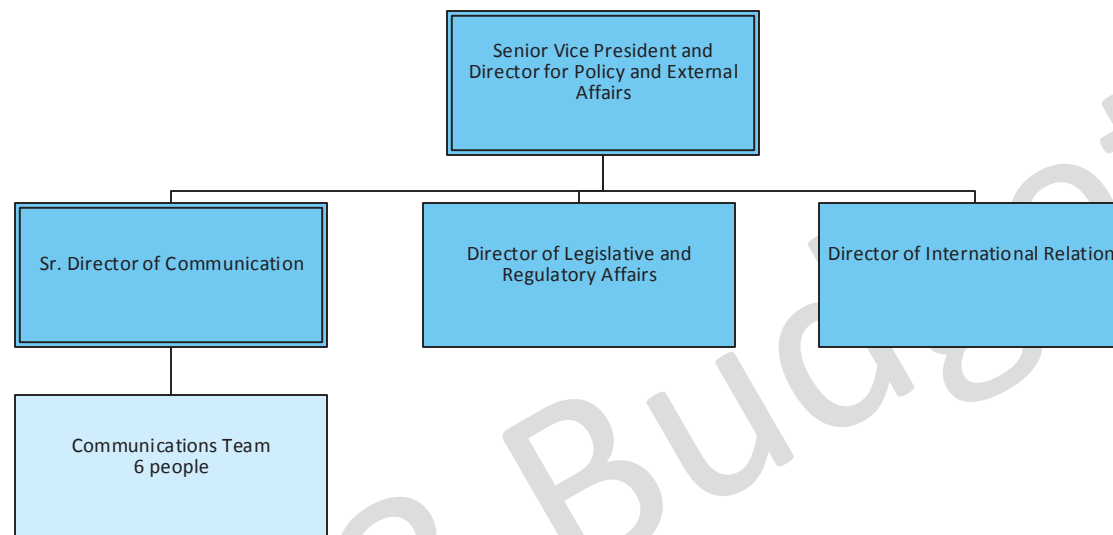 Senior Vice President and
Director for Policy and External
Affairs
Sr. Director of Communication
Director of Legislative and
Regulatory Affairs
Director of International Relation
Communications Team
6 people
Budget